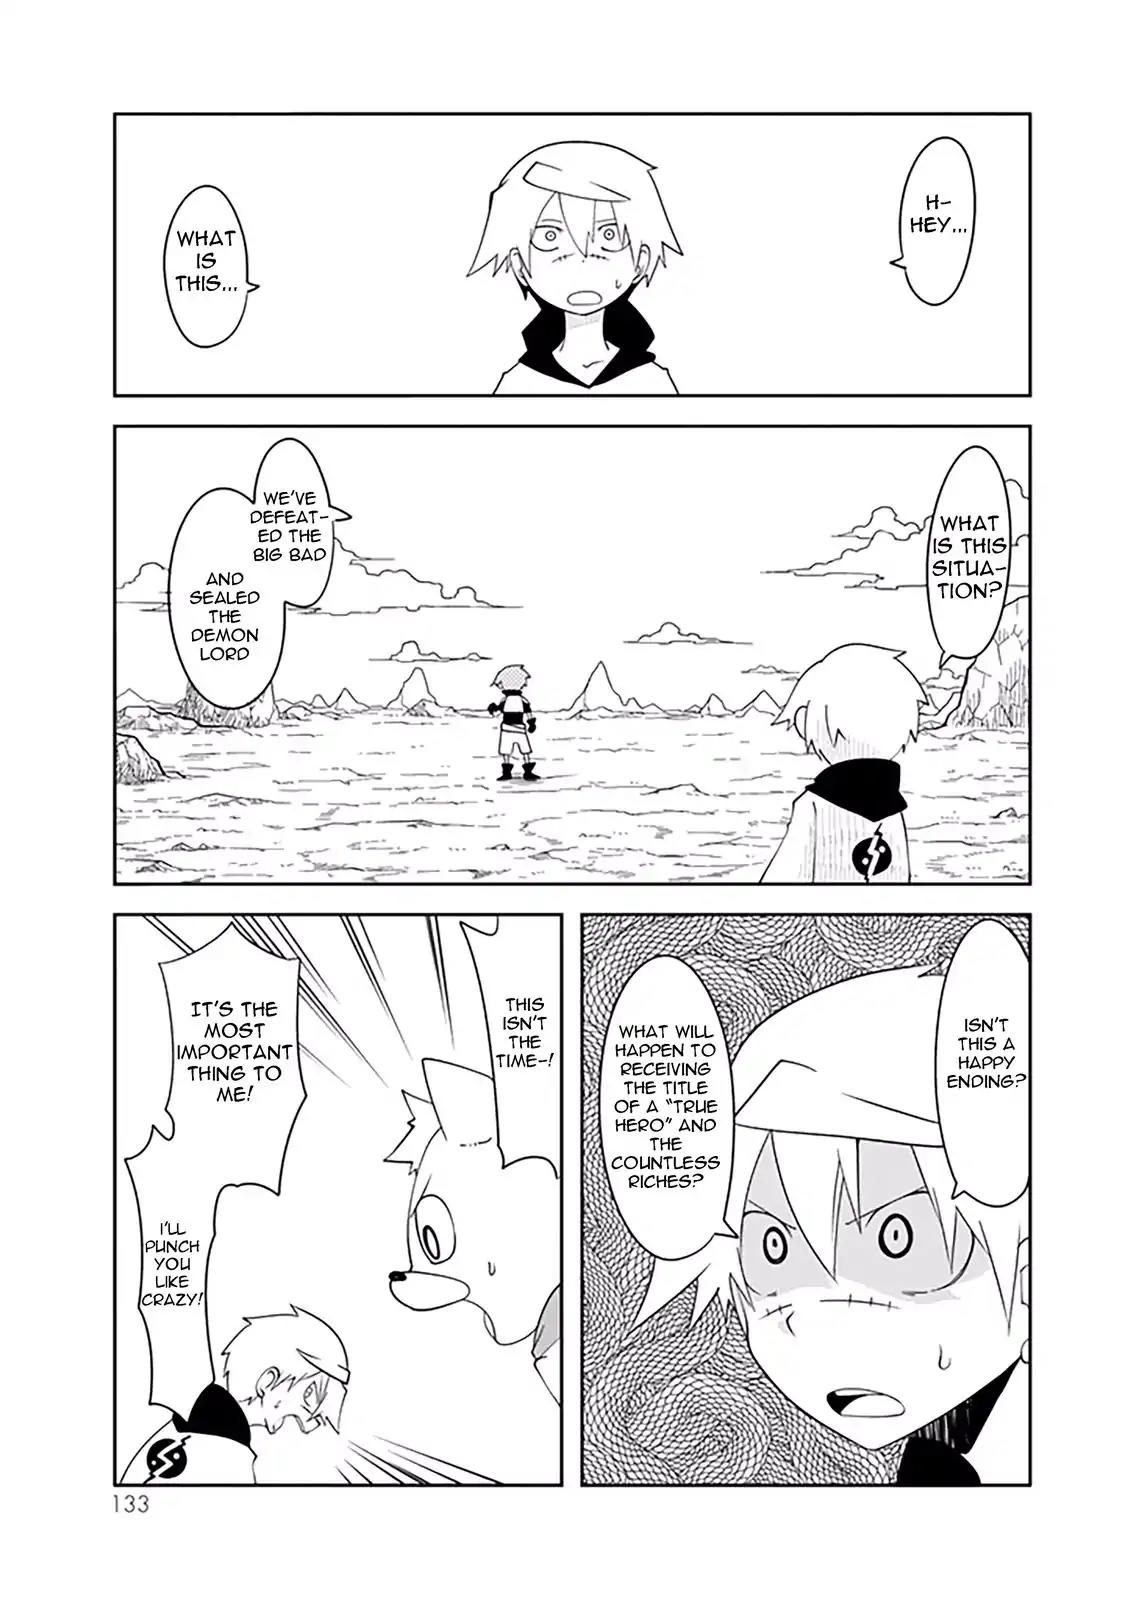 H-
HEY...
WHAT
IS
THIS...
WHAT
IS THIS
SITUA-
TION?
WE'VE
DEFEAT-
ED THE
BIG BAD
AND
SEALED
THE
DEMON
LORD
ISN'T
THIS A
HAPPY
ENDING?
WHAT WILL
HAPPEN TO
RECEIVING
THE TITLE
OF A "TRUE
HERO" AND
THE
COUNTLESS
RICHES?
THIS
ISN'T
THE
TIME-!
IT'S THE
MOST
IMPORTANT
THING TO
ME!
I'LL
PUNCH
YOU
LIKE
CRAZY!
133